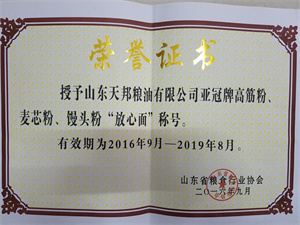 荣誉证书
授予山东天邦粮油有限公司亚冠牌高筋粉、
麦芯粉、馒头粉“放心面”称号。
有效期为2016年9月—2019年8月。
山东省粮食行业协会
二〇一六年九月